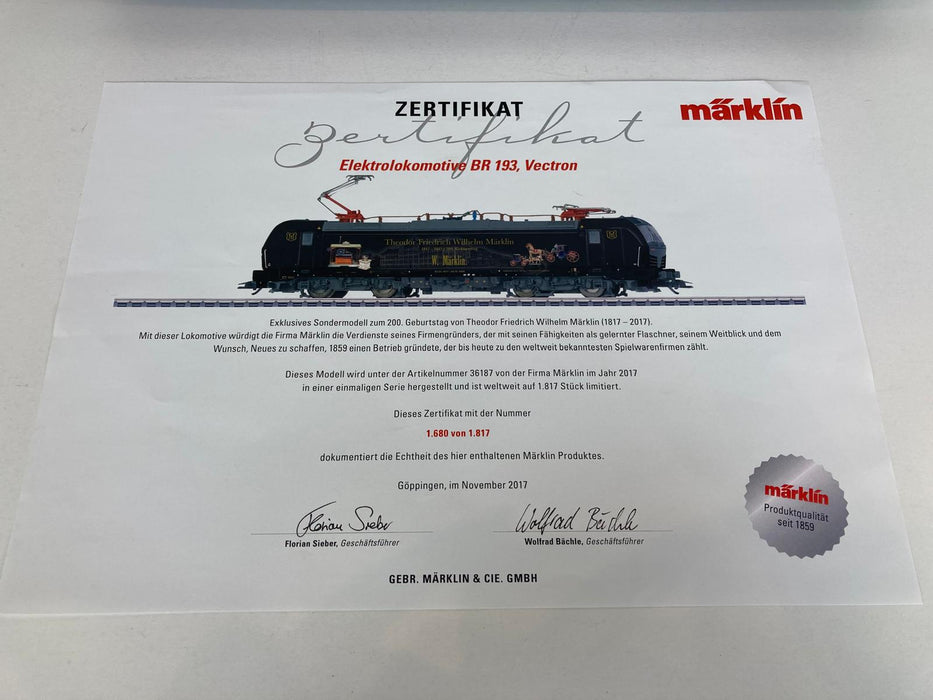 ZERTIFIKAT
Zertifikat
märklin
Elektrolokomotive BR 193, Vectron
Theodor Friedrich Wilhelm Märklin
W. Märklin.
Exklusives Sondermodell zum 200. Geburtstag von Theodor Friedrich Wilhelm Märklin (1817 – 2017).
Mit dieser Lokomotive würdigt die Firma Märklin die Verdienste seines Firmengründers, der mit seinen Fähigkeiten als gelernter Flaschner, seinem Weitblick und dem
Wunsch, Neues zu schaffen, 1859 einen Betrieb gründete, der bis heute zu den weltweit bekanntesten Spielwarenfirmen zählt.
Dieses Modell wird unter der Artikelnummer 36187 von der Firma Märklin im Jahr 2017
in einer einmaligen Serie hergestellt und ist weltweit auf 1.817 Stück limitiert.
Dieses Zertifikat mit der Nummer
1.680 von 1.817
dokumentiert die Echtheit des hier enthaltenen Märklin Produktes.
Göppingen, im November 2017
Florian Sieber
Wolfrad Bächle
Florian Sieber, Geschäftsführer
Wolfrad Bächle, Geschäftsführer
märklin
Produktqualität
seit 1859
GEBR. MÄRKLIN & CIE. GMBH